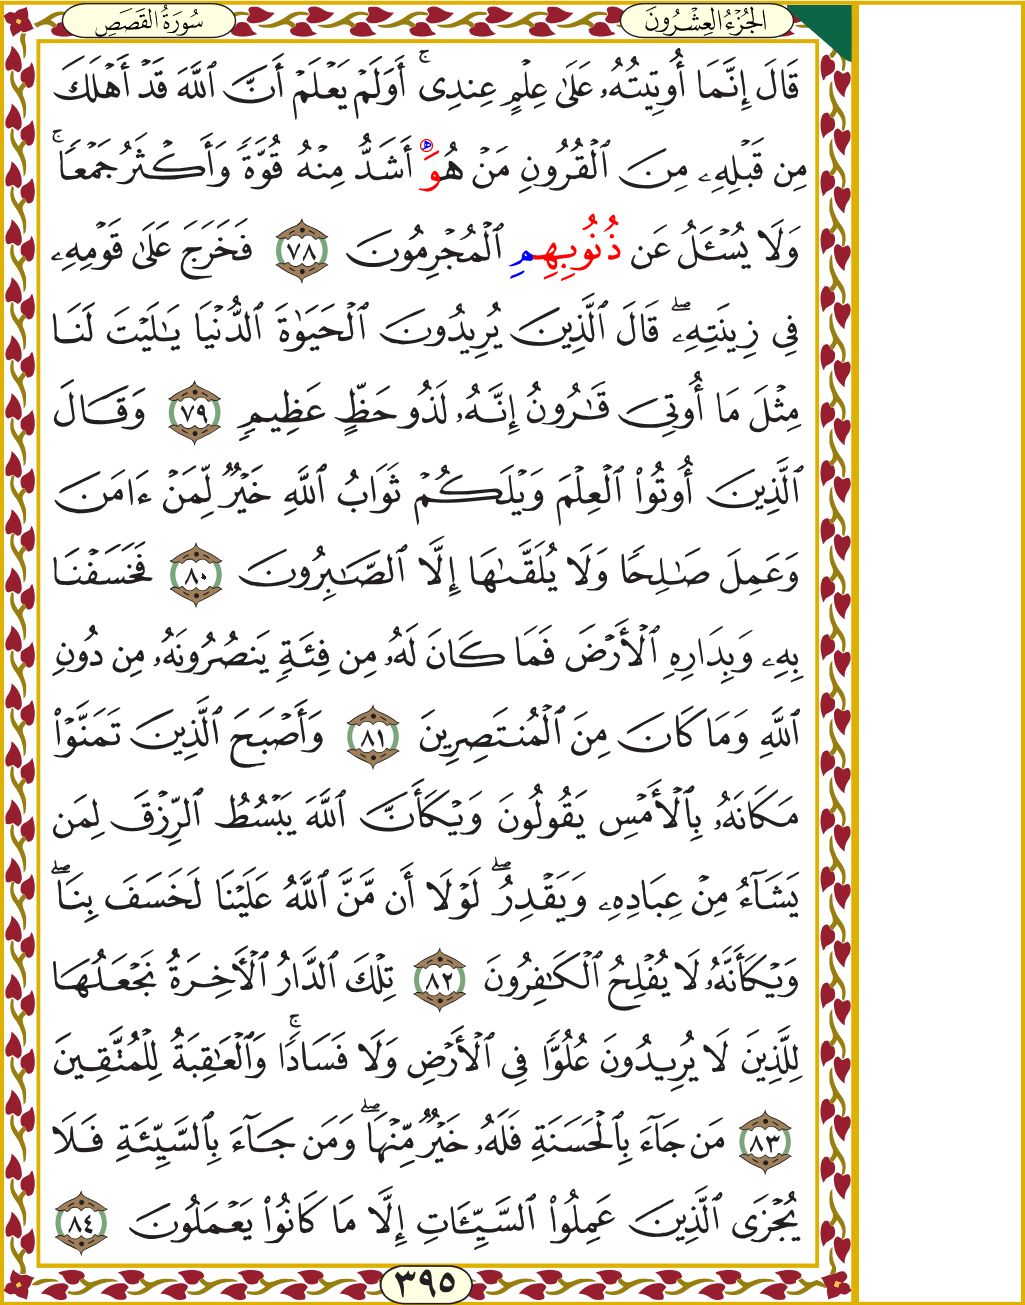 الجُزْءُ العِشْرُونَ
سُورَةُ القَصَصِ
قَالَ إِنَّمَا أُوتِيتُهُۥ عَلَىٰ عِلْمٍ عِندِىٓ ۚ أَوَلَمْ يَعْلَمْ أَنَّ ٱللَّهَ قَدْ أَهْلَكَ
مِن قَبْلِهِۦ مِنَ ٱلْقُرُونِ مَنْ هُوَ أَشَدُّ مِنْهُ قُوَّةً وَأَكْثَرُ جَمْعًا ۚ
وَلَا يُسْـَٔلُ عَن ذُنُوبِهِمِ ٱلْمُجْرِمُونَ ٧٨ فَخَرَجَ عَلَىٰ قَوْمِهِۦ
فِى زِينَتِهِۦ ۖ قَالَ ٱلَّذِينَ يُرِيدُونَ ٱلْحَيَوٰةَ ٱلدُّنْيَا يَـٰلَيْتَ لَنَا
مِثْلَ مَا أُوتِىَ قَـٰرُونُ إِنَّهُۥ لَذُو حَظٍّ عَظِيمٍ ٧٩ وَقَالَ
ٱلَّذِينَ أُوتُوا۟ ٱلْعِلْمَ وَيْلَكُمْ ثَوَابُ ٱللَّهِ خَيْرٌ لِّمَنْ ءَامَنَ
وَعَمِلَ صَـٰلِحًا وَلَا يُلَقَّىٰهَا إِلَّا ٱلصَّـٰبِرُونَ ٨٠ فَخَسَفْنَا
بِهِۦ وَبِدَارِهِ ٱلْأَرْضَ فَمَا كَانَ لَهُۥ مِن فِئَةٍ يَنصُرُونَهُۥ مِن دُونِ
ٱللَّهِ وَمَا كَانَ مِنَ ٱلْمُنتَصِرِينَ ٨١ وَأَصْبَحَ ٱلَّذِينَ تَمَنَّوْا۟
مَكَانَهُۥ بِٱلْأَمْسِ يَقُولُونَ وَيْكَأَنَّ ٱللَّهَ يَبْسُطُ ٱلرِّزْقَ لِمَن
يَشَآءُ مِنْ عِبَادِهِۦ وَيَقْدِرُ ۖ لَوْلَا أَن مَّنَّ ٱللَّهُ عَلَيْنَا لَخَسَفَ بِنَا ۖ
وَيْكَأَنَّهُۥ لَا يُفْلِحُ ٱلْكَـٰفِرُونَ ٨٢ تِلْكَ ٱلدَّارُ ٱلْأَخِرَةُ نَجْعَلُهَا
لِلَّذِينَ لَا يُرِيدُونَ عُلُوًّا فِى ٱلْأَرْضِ وَلَا فَسَادًا ۚ وَٱلْعَـٰقِبَةُ لِلْمُتَّقِينَ
٨٣ مَن جَآءَ بِٱلْحَسَنَةِ فَلَهُۥ خَيْرٌ مِّنْهَا ۖ وَمَن جَآءَ بِٱلسَّيِّئَةِ فَلَا
يُجْزَى ٱلَّذِينَ عَمِلُوا۟ ٱلسَّيِّـَٔاتِ إِلَّا مَا كَانُوا۟ يَعْمَلُونَ ٨٤
٣٩٥